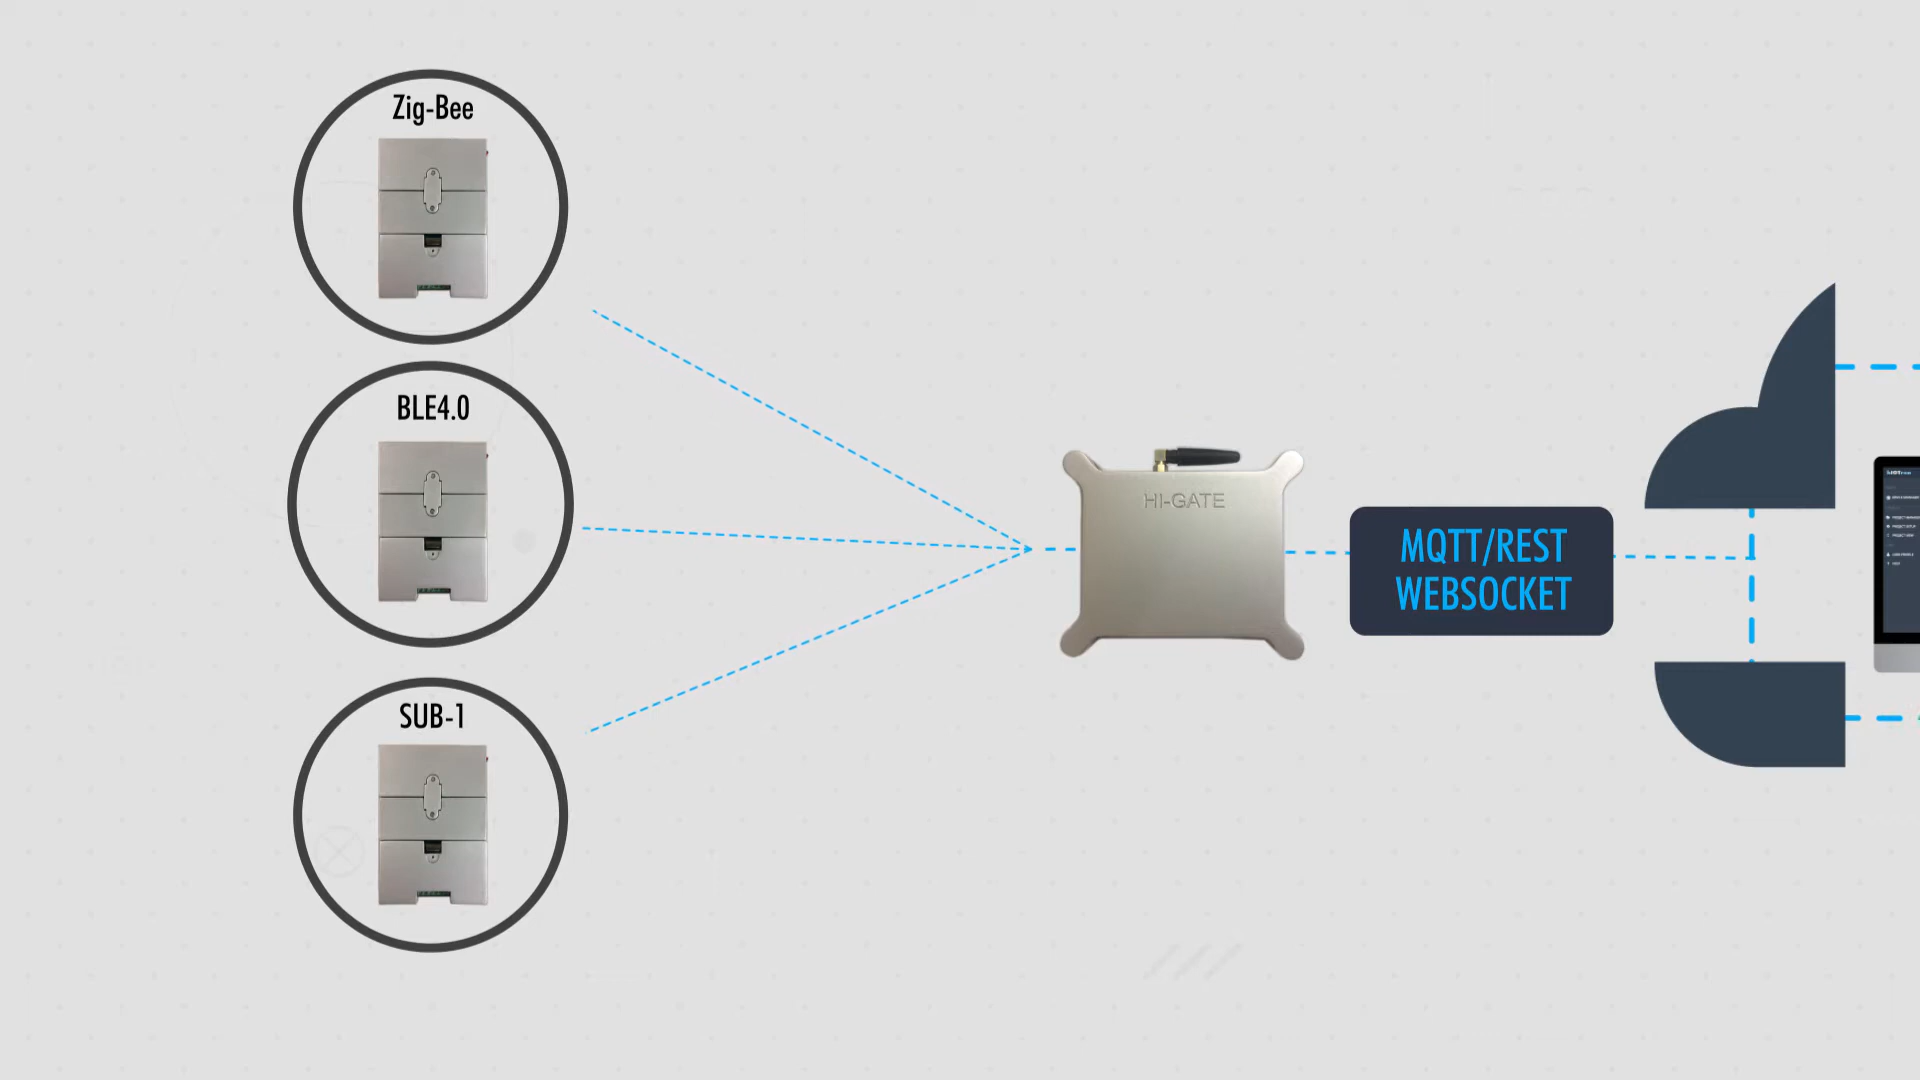 Zig-Bee
BLE4.0
SUB-1
HI-GATE
MQTT/REST
WEBSOCKET